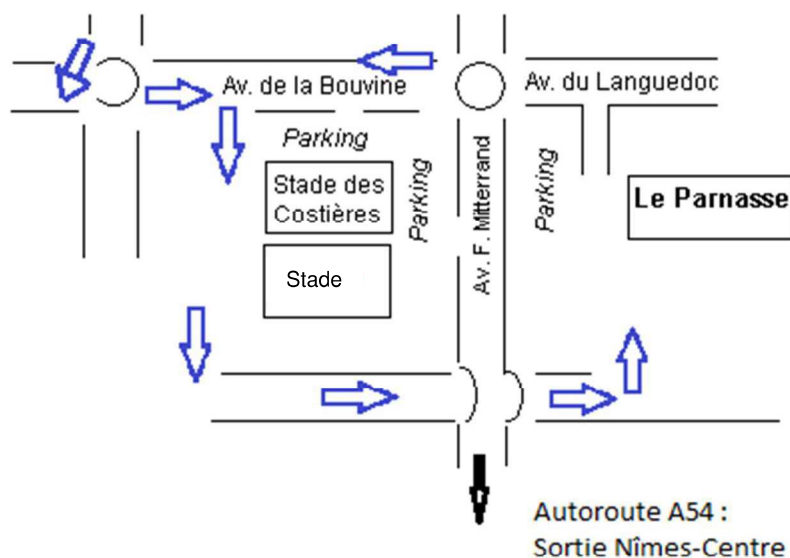 Av. de la Bouvine
Av. du Languedoc
Parking
Stade des
Costières
Parking
Av. F. Mitterrand
Parking
Le Parnasse
Stade
Autoroute A54 :
Sortie Nîmes-Centre